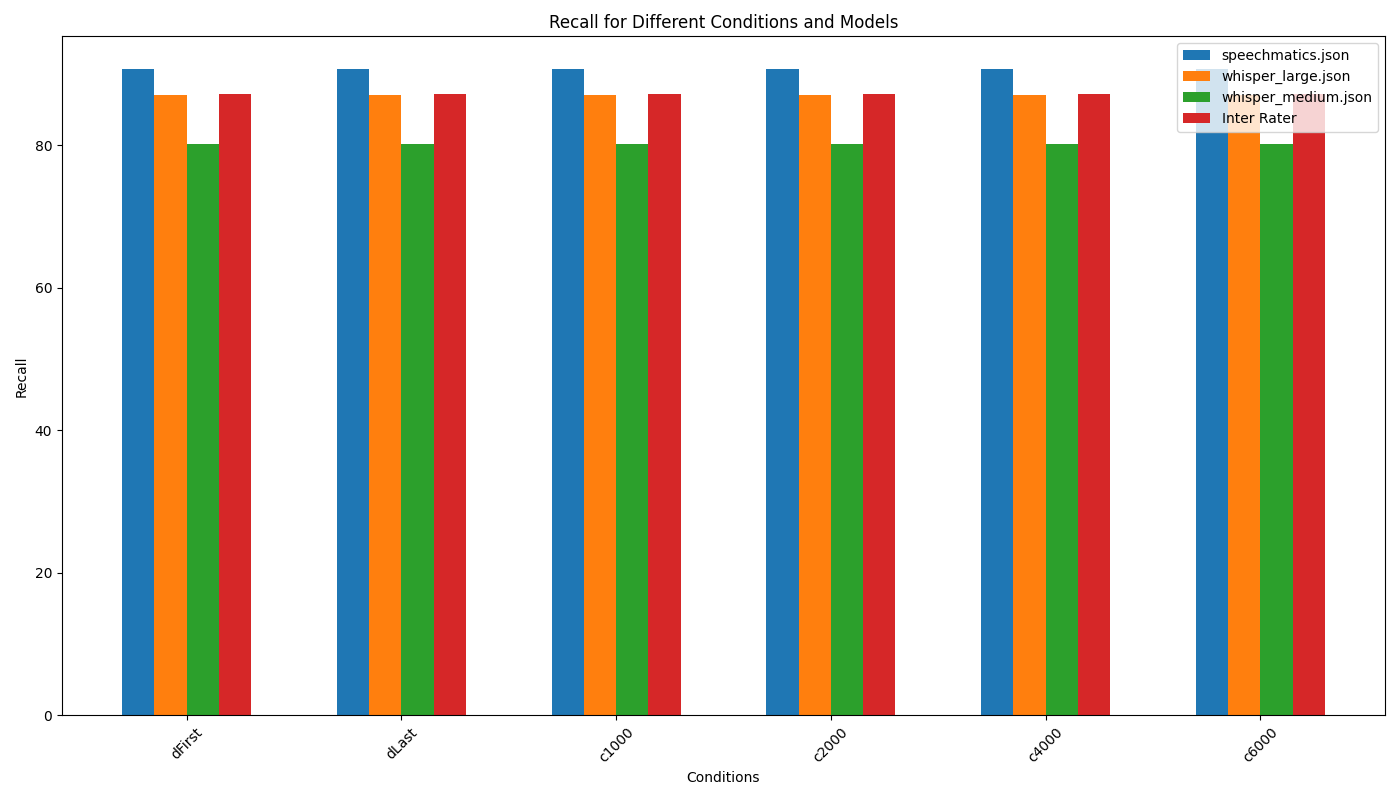 Recall for Different Conditions and Models
speechmatics.json
whisper_large.json
whisper_medium.json
Inter Rater
Recall
80
60
40
20
0
dFirst
dLast
c1000
c2000
c4000
c6000
Conditions